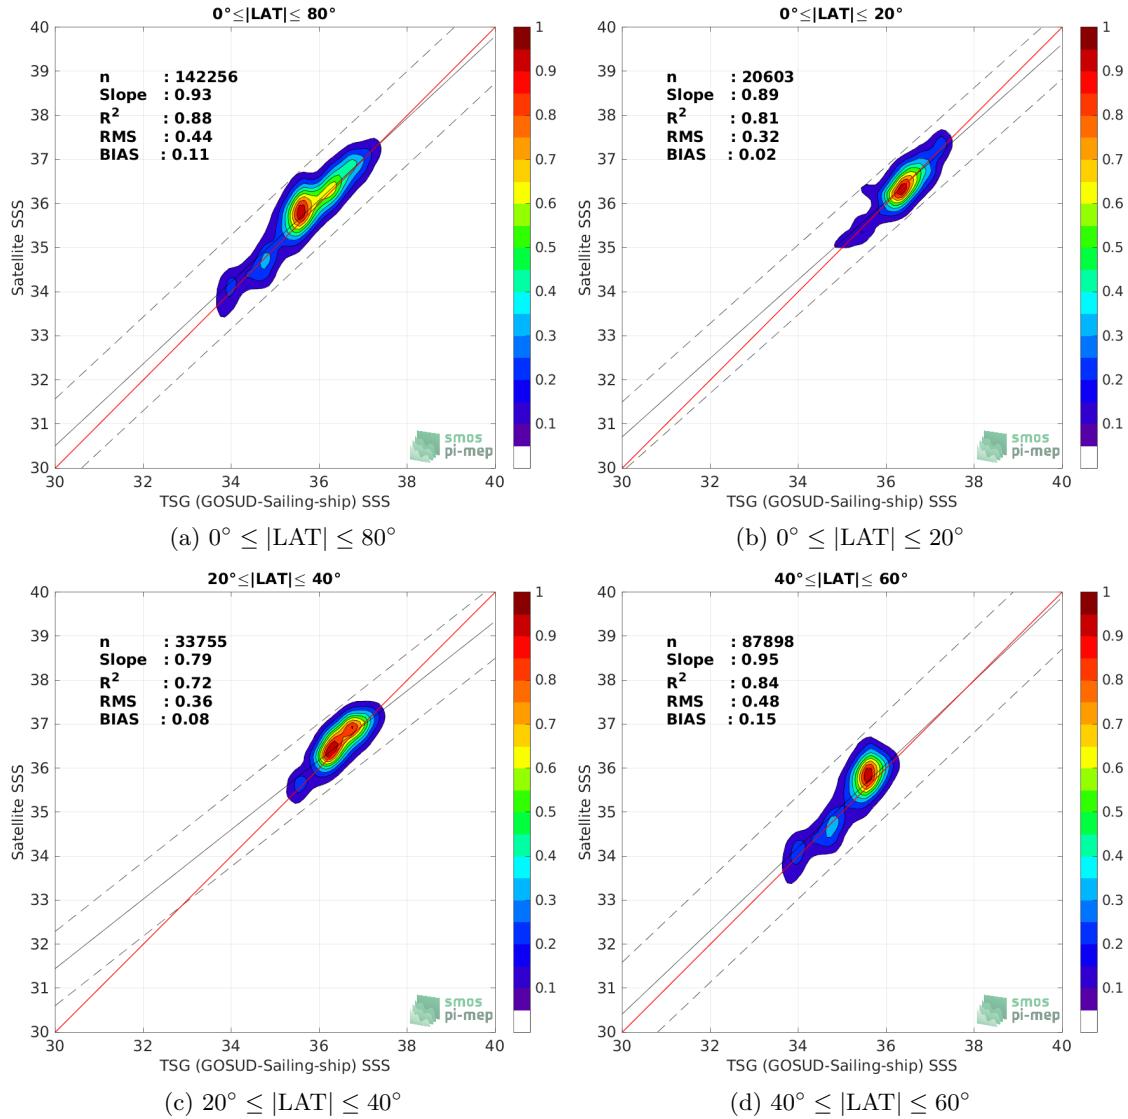 0°≤|LAT|≤ 80°
40
39
38
37
36
35
34
33
32
31
30
Satellite SSS
n : 142256
Slope : 0.93
R² : 0.88
RMS : 0.44
BIAS : 0.11
smos
pi-mep
30 32 34 36 38 40
TSG (GOSUD-Sailing-ship) SSS
1
0.9
0.8
0.7
0.6
0.5
0.4
0.3
0.2
0.1
(a) 0° ≤ |LAT| ≤ 80°
0°≤|LAT|≤ 20°
40
39
38
37
36
35
34
33
32
31
30
Satellite SSS
n : 20603
Slope : 0.89
R² : 0.81
RMS : 0.32
BIAS : 0.02
smos
pi-mep
30 32 34 36 38 40
TSG (GOSUD-Sailing-ship) SSS
1
0.9
0.8
0.7
0.6
0.5
0.4
0.3
0.2
0.1
(b) 0° ≤ |LAT| ≤ 20°
20°≤|LAT|≤ 40°
40
39
38
37
36
35
34
33
32
31
30
Satellite SSS
n : 33755
Slope : 0.79
R² : 0.72
RMS : 0.36
BIAS : 0.08
smos
pi-mep
30 32 34 36 38 40
TSG (GOSUD-Sailing-ship) SSS
1
0.9
0.8
0.7
0.6
0.5
0.4
0.3
0.2
0.1
(c) 20° ≤ |LAT| ≤ 40°
40°≤|LAT|≤ 60°
40
39
38
37
36
35
34
33
32
31
30
Satellite SSS
n : 87898
Slope : 0.95
R² : 0.84
RMS : 0.48
BIAS : 0.15
smos
pi-mep
30 32 34 36 38 40
TSG (GOSUD-Sailing-ship) SSS
1
0.9
0.8
0.7
0.6
0.5
0.4
0.3
0.2
0.1
(d) 40° ≤ |LAT| ≤ 60°